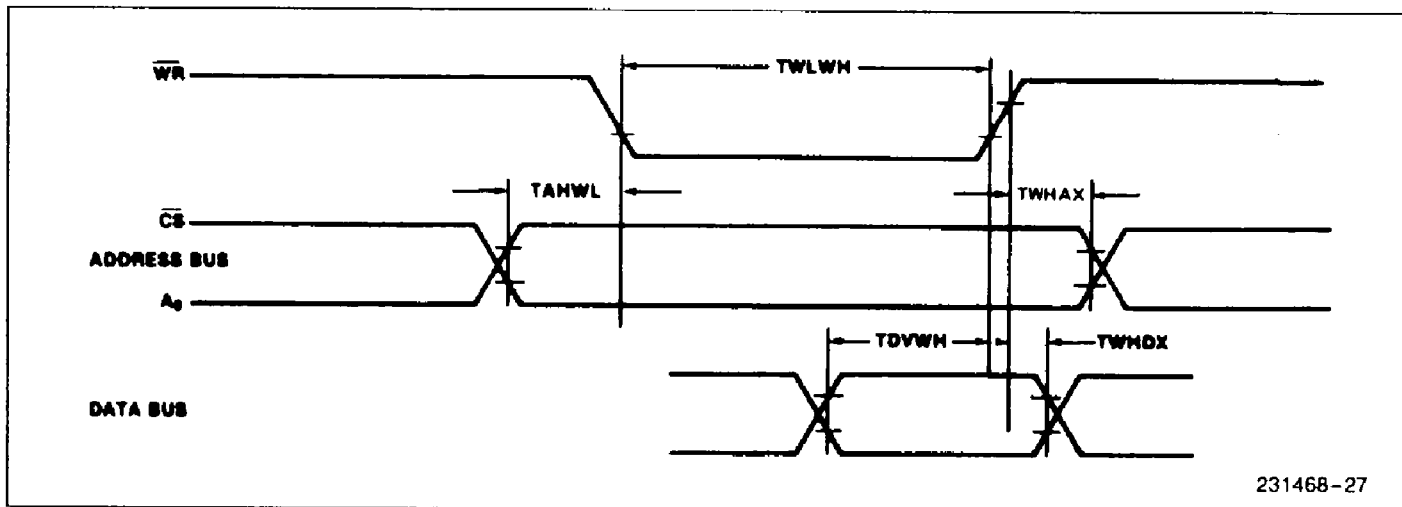 WR
TWLWH
TAHWL
TWHAX
CS
ADDRESS BUS
A0
TDVWH
TWHDX
DATA BUS
231468-27